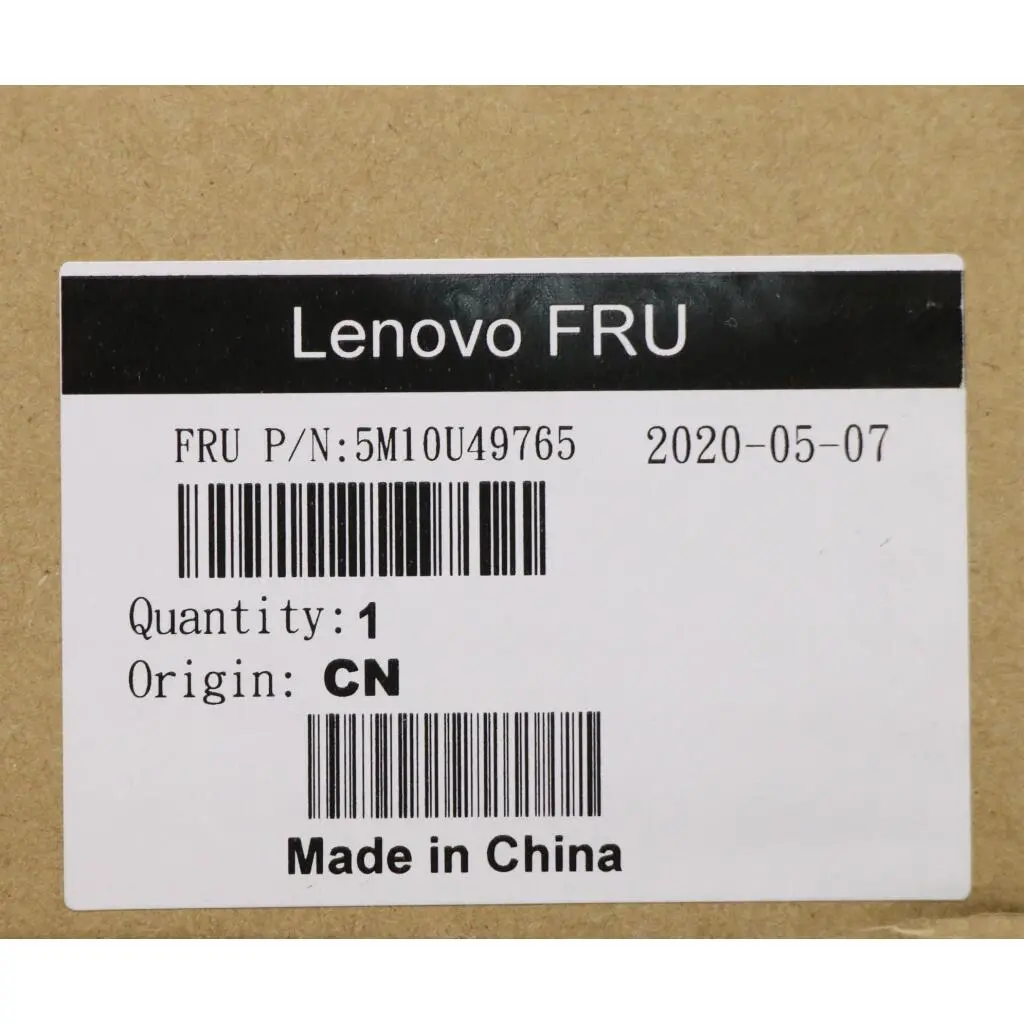 Lenovo FRU
FRU P/N:5M10U49765 2020-05-07
Quantity:1
Origin: CN
Made in China